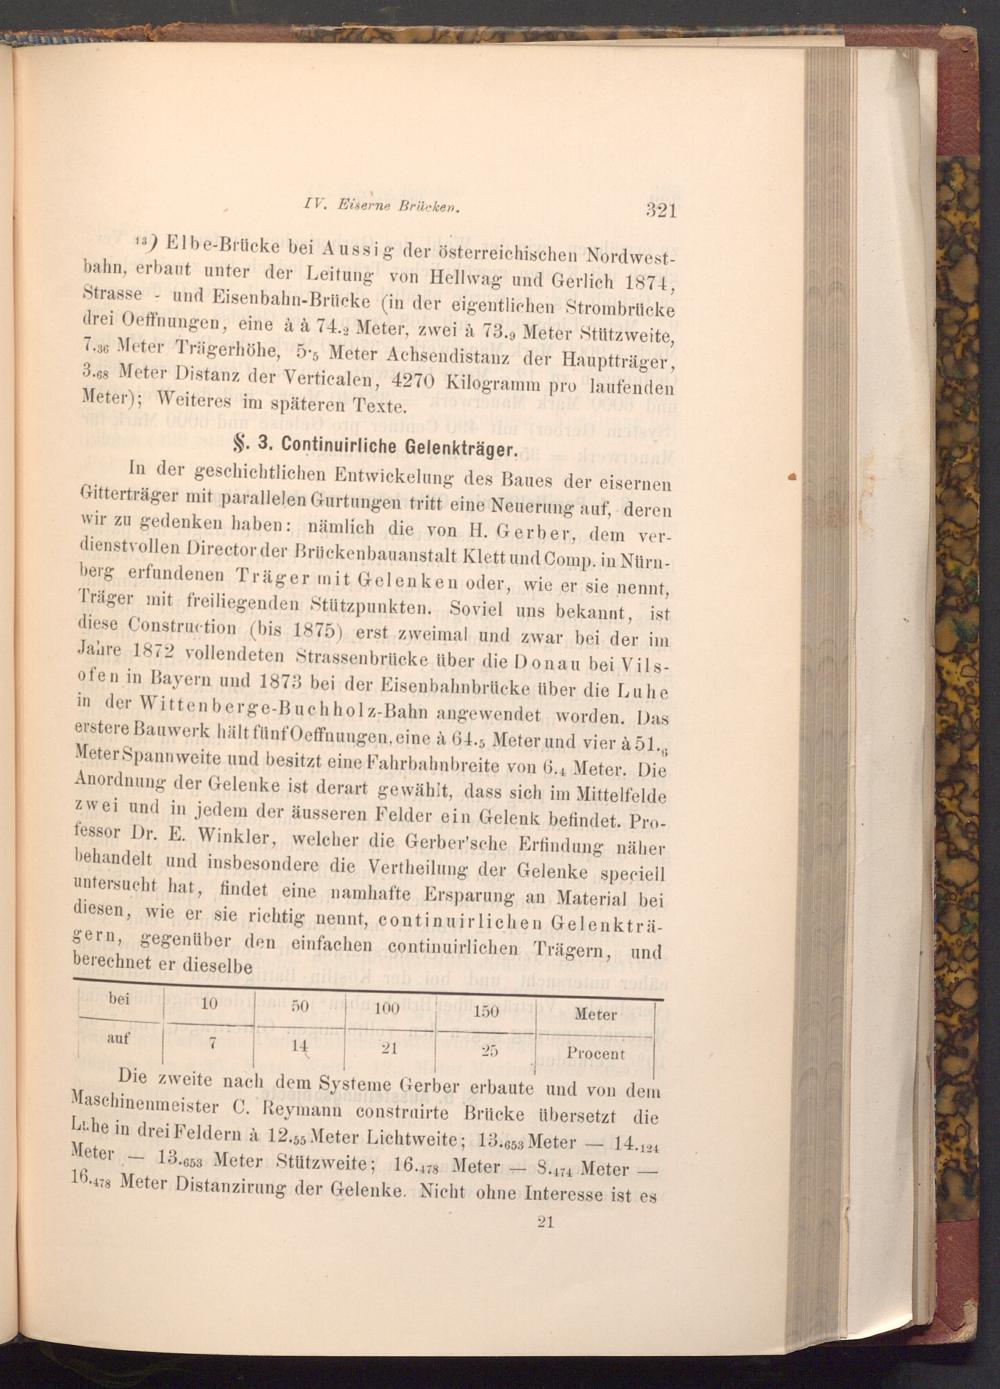 IV. Eiserne Brücken. 321
¹³) Elbe-Brücke bei Aussig der österreichischen Nordwest-
bahn, erbaut unter der Leitung von Hellwag und Gerlich 1874,
Strasse - und Eisenbahn-Brücke (in der eigentlichen Strombrücke
drei Oeffnungen, eine à à 74.₂ Meter, zwei à 73.₉ Meter Stützweite,
7.₃₆ Meter Trägerhöhe, 5·₅ Meter Achsendistanz der Hauptträger,
3.₆₈ Meter Distanz der Verticalen, 4270 Kilogramm pro laufenden
Meter); Weiteres im späteren Texte.
§. 3. Continuirliche Gelenkträger.
In der geschichtlichen Entwickelung des Baues der eisernen
Gitterträger mit parallelen Gurtungen tritt eine Neuerung auf, deren
wir zu gedenken haben: nämlich die von H. Gerber, dem ver-
dienstvollen Director der Brückenbauanstalt Klett und Comp. in Nürn-
berg erfundenen Träger mit Gelenken oder, wie er sie nennt,
Träger mit freiliegenden Stützpunkten. Soviel uns bekannt, ist
diese Construction (bis 1875) erst zweimal und zwar bei der im
Jahre 1872 vollendeten Strassenbrücke über die Donau bei Vils-
ofen in Bayern und 1873 bei der Eisenbahnbrücke über die Luhe
in der Wittenberge-Buchholz-Bahn angewendet worden. Das
erstere Bauwerk hält fünf Oeffnungen, eine à 64.₅ Meter und vier à 51.₆
Meter Spannweite und besitzt eine Fahrbahnbreite von 6.₄ Meter. Die
Anordnung der Gelenke ist derart gewählt, dass sich im Mittelfelde
zwei und in jedem der äusseren Felder ein Gelenk befindet. Pro-
fessor Dr. E. Winkler, welcher die Gerber'sche Erfindung näher
behandelt und insbesondere die Vertheilung der Gelenke speciell
untersucht hat, findet eine namhafte Ersparung an Material bei
diesen, wie er sie richtig nennt, continuirlichen Gelenkträ-
gern, gegenüber den einfachen continuirlichen Trägern, und
berechnet er dieselbe
bei 10 50 100 150 Meter
auf 7 14 21 25 Procent
Die zweite nach dem Systeme Gerber erbaute und von dem
Maschinenmeister C. Reymann construirte Brücke übersetzt die
Luhe in drei Feldern à 12.₅₅ Meter Lichtweite; 13.₆₅₃ Meter — 14.₁₂₄
Meter — 13.₆₅₃ Meter Stützweite; 16.₄₇₈ Meter — 8.₄₇₄ Meter —
16.₄₇₈ Meter Distanzirung der Gelenke. Nicht ohne Interesse ist es
21